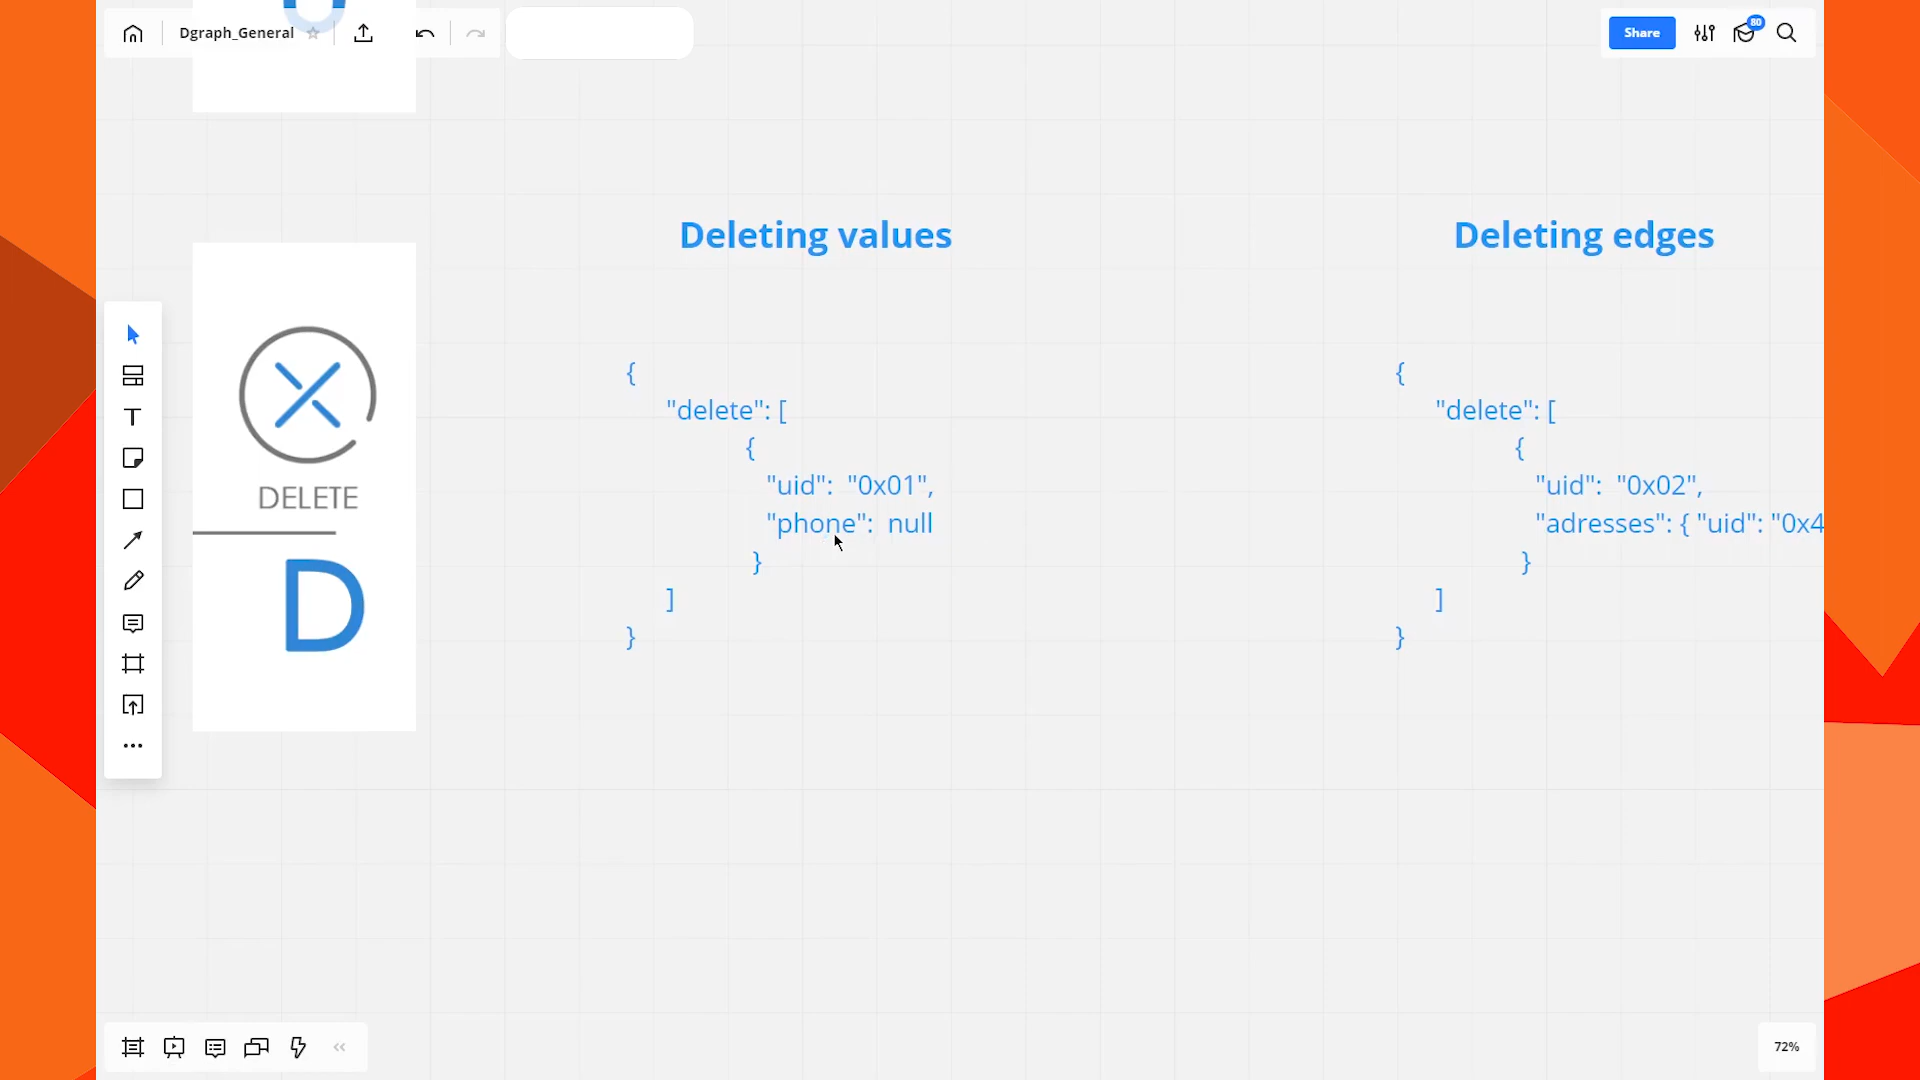 Dgraph_General
Share
80
Deleting values
Deleting edges
{
"delete": [
{
"uid": "0x01",
"phone": null
}
]
}
{
"delete": [
{
"uid": "0x02",
"adresses": { "uid": "0x4
}
]
}
DELETE
D
72%